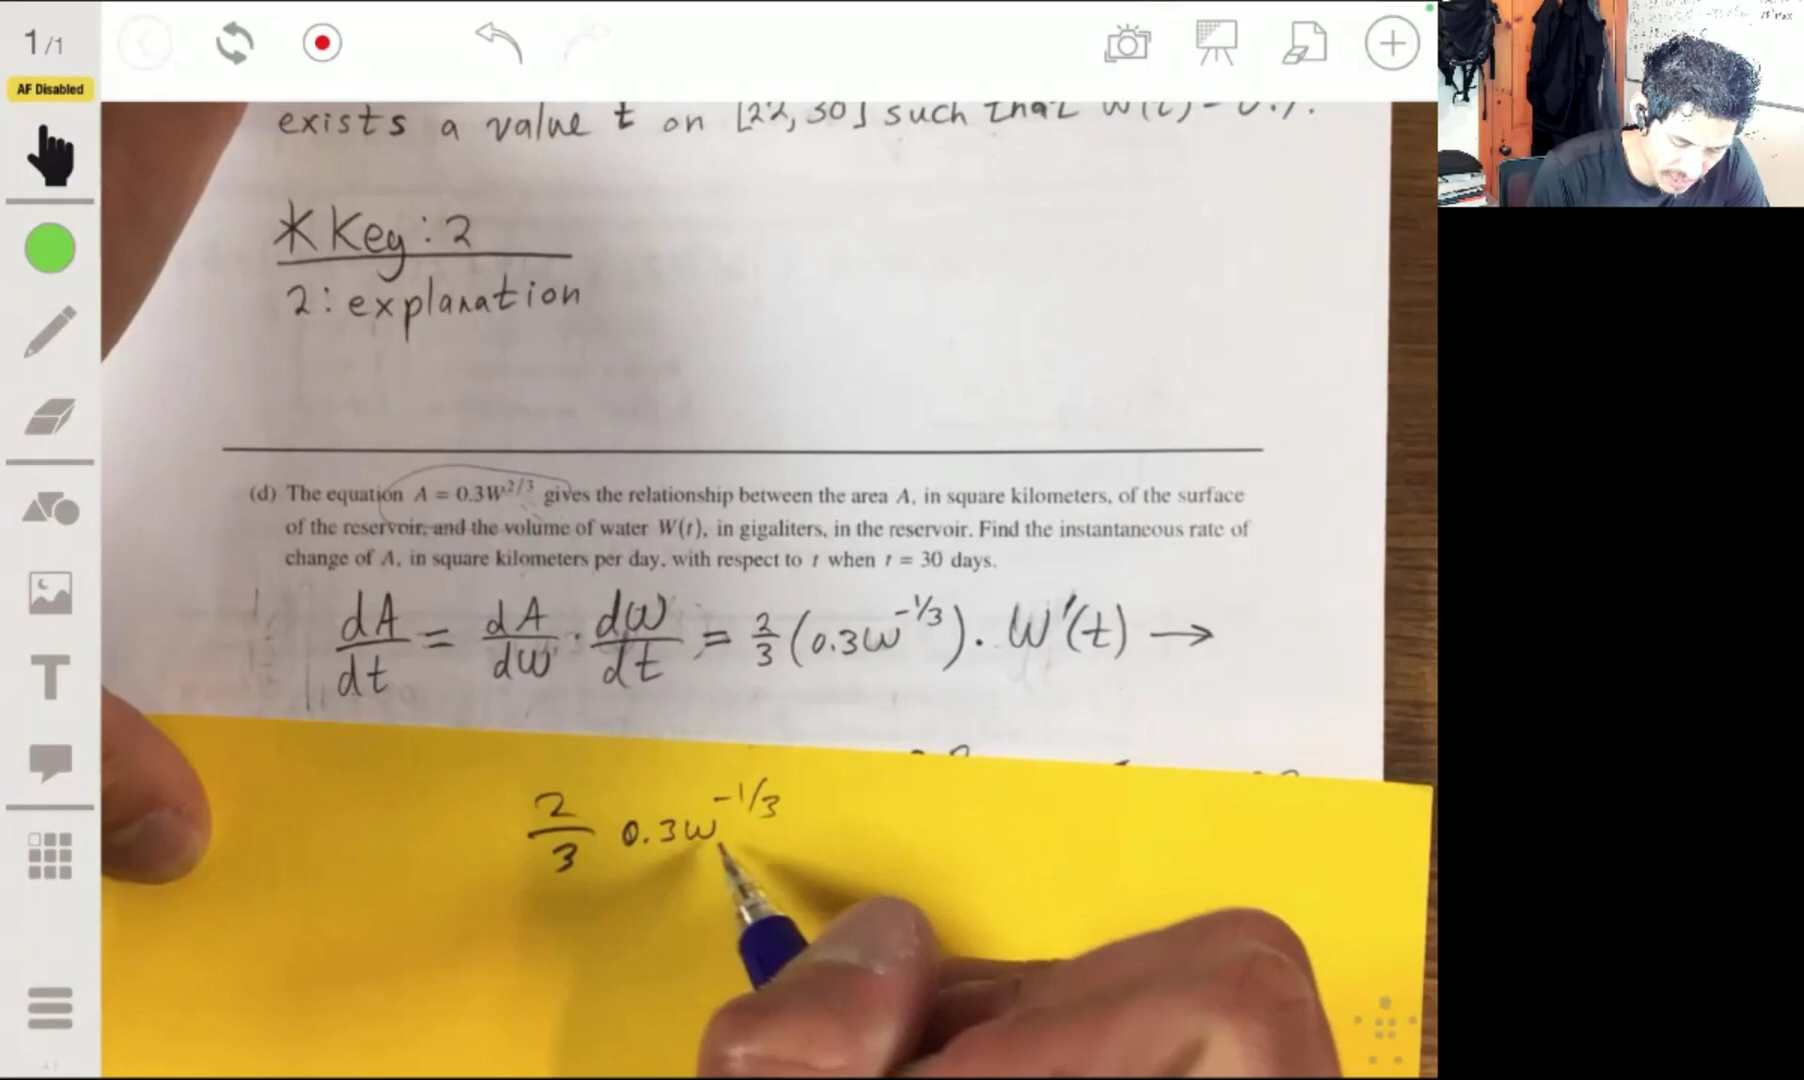 1/1
AF Disabled
exists a value t on [22, 30] such that W(t) = 0.7.
*Key: 2
2: explanation
(d) The equation A = 0.3W^2/3 gives the relationship between the area A, in square kilometers, of the surface
of the reservoir, and the volume of water W(t), in gigaliters, in the reservoir. Find the instantaneous rate of
change of A, in square kilometers per day, with respect to t when t = 30 days.
dA/dt = dA/dw · dw/dt = 2/3 (0.3w^-1/3) · W'(t) →
2/3 0.3w^-1/3
T